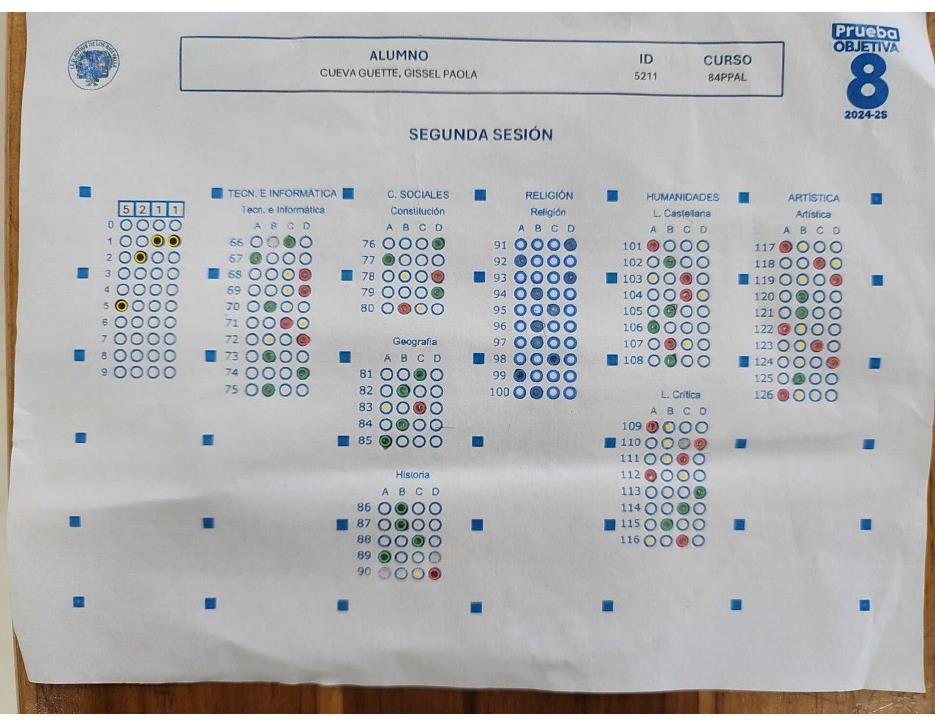 Prueba
OBJETIVA
8
2024-2S
ALUMNO ID CURSO
CUEVA GUETTE, GISSEL PAOLA 5211 84PPAL
SEGUNDA SESIÓN
5 2 1 1
0
1
2
3
4
5
6
7
8
9
TECN. E INFORMÁTICA
Tecn. e Informática
A B C D
66
67
68
69
70
71
72
73
74
75
C. SOCIALES
Constitución
A B C D
76
77
78
79
80
Geografia
A B C D
81
82
83
84
85
Historia
A B C D
86
87
88
89
90
RELIGIÓN
Religión
A B C D
91
92
93
94
95
96
97
98
99
100
HUMANIDADES
L. Castellana
A B C D
101
102
103
104
105
106
107
108
L. Crítica
A B C D
109
110
111
112
113
114
115
116
ARTÍSTICA
Artística
A B C D
117
118
119
120
121
122
123
124
125
126